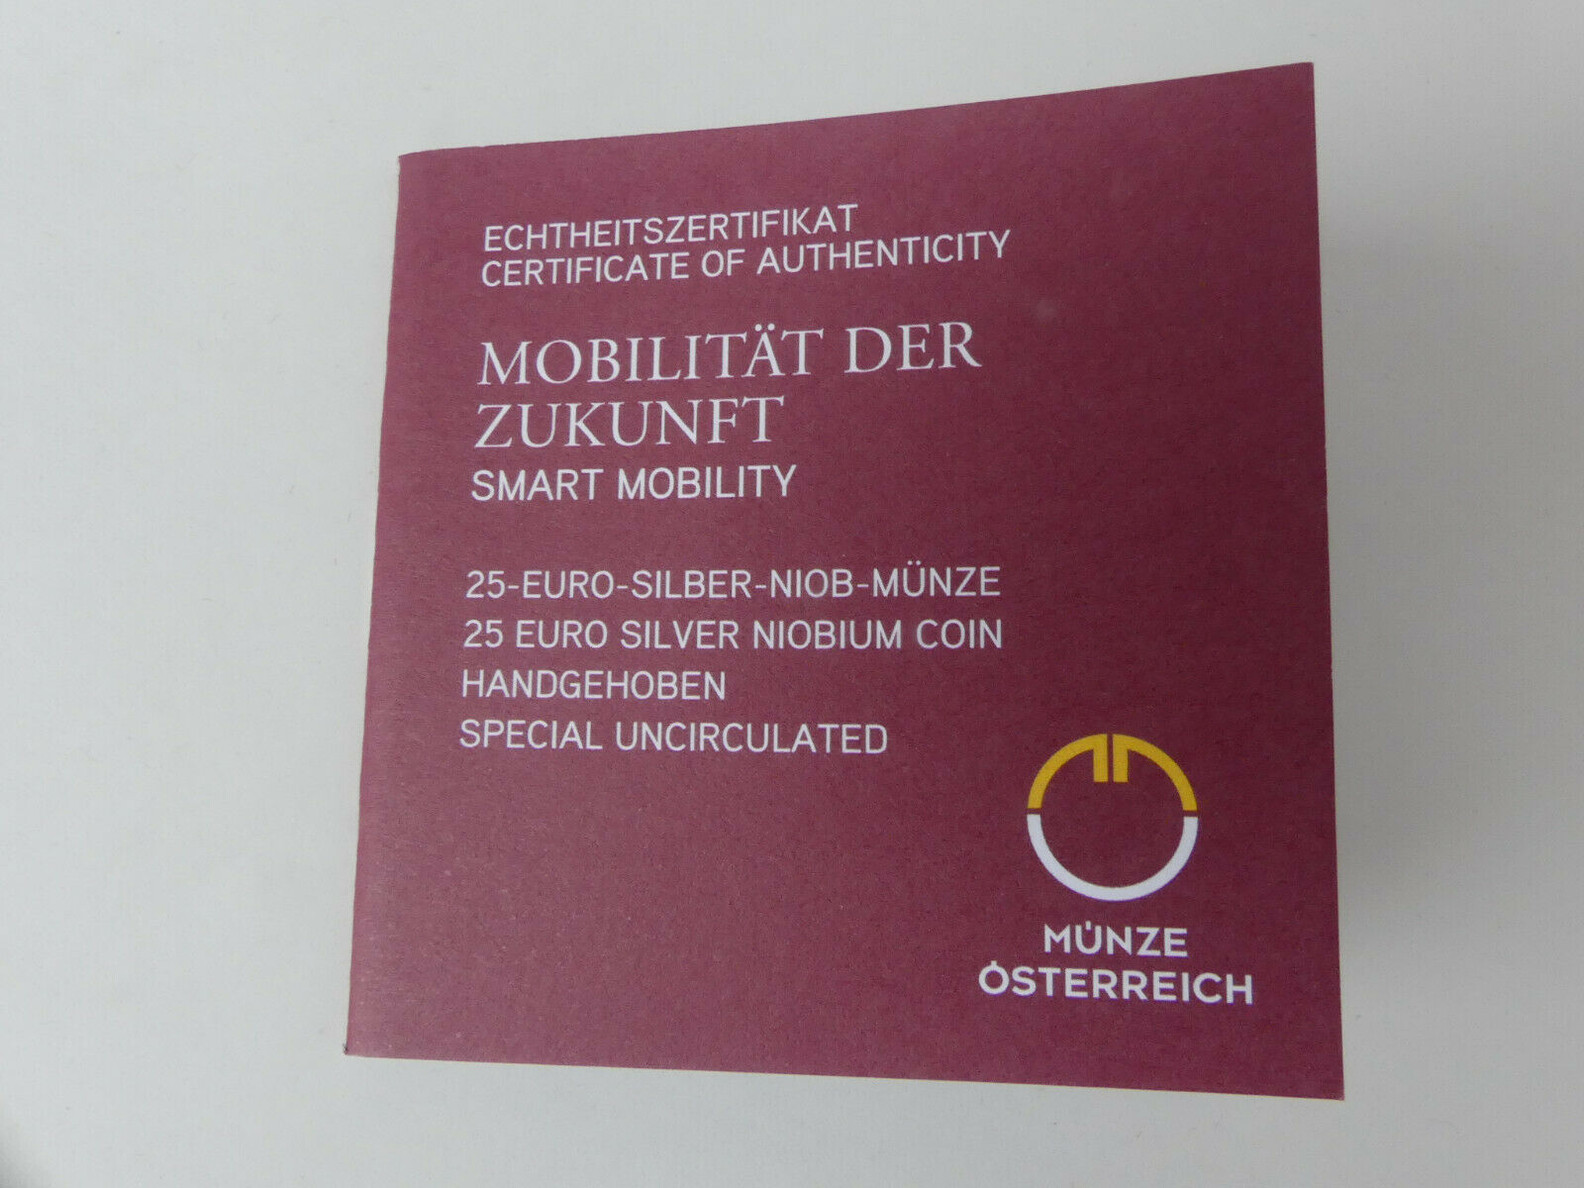 ECHTHEITSZERTIFIKAT
CERTIFICATE OF AUTHENTICITY
MOBILITÄT DER
ZUKUNFT
SMART MOBILITY
25-EURO-SILBER-NIOB-MÜNZE
25 EURO SILVER NIOBIUM COIN
HANDGEHOBEN
SPECIAL UNCIRCULATED
MÜNZE
ÖSTERREICH